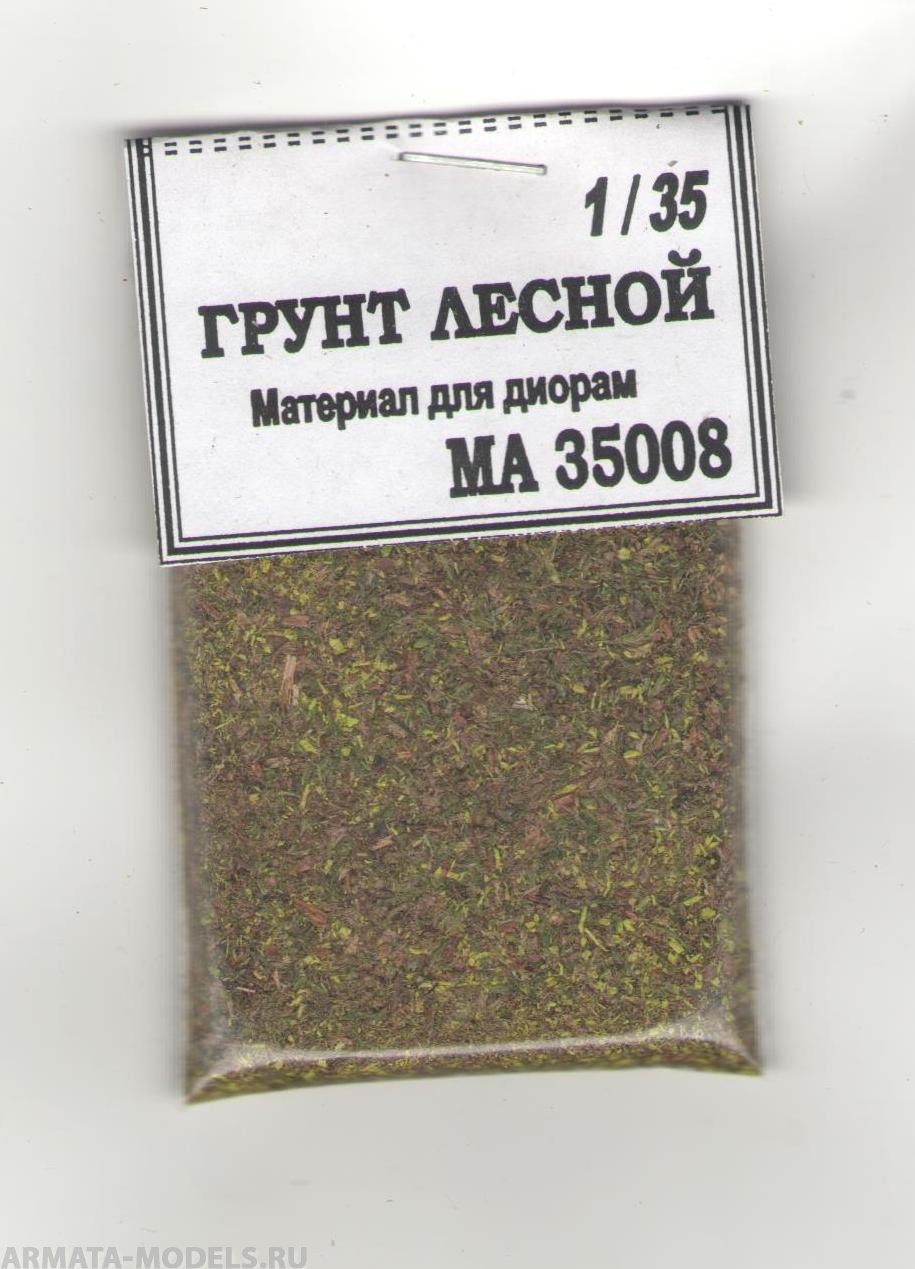 1/35
ГРУНТ ЛЕСНОЙ
Материал для диорам
МА 35008
ARMATA-MODELS.RU